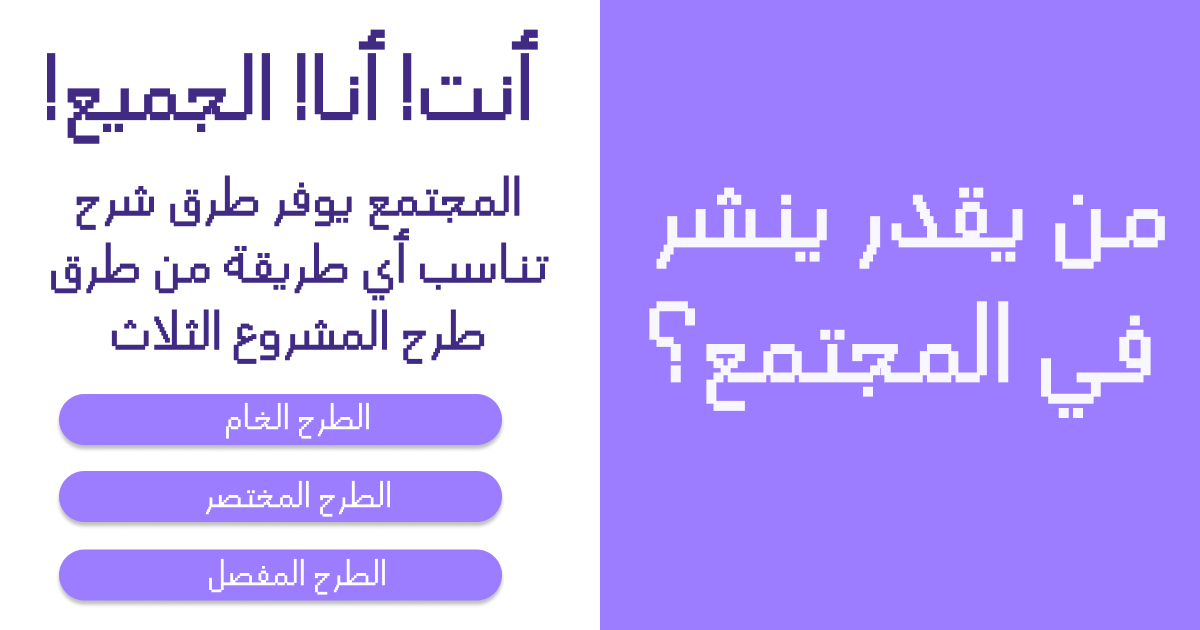 من يقدر ينشر
في المجتمع؟
أنت! أنا! الجميع!
المجتمع يوفر طرق شرح
تناسب أي طريقة من طرق
طرح المشروع الثلاث
الطرح الخام
الطرح المختصر
الطرح المفصل